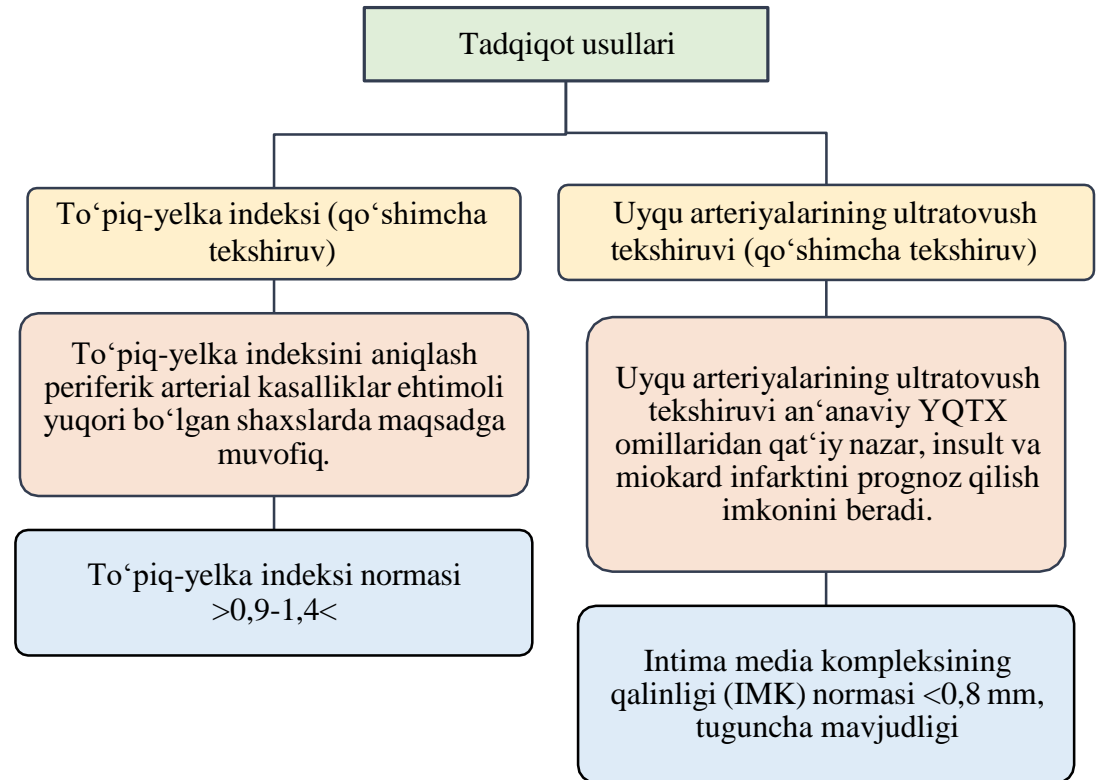 Tadqiqot usullari
To‘piq-yelka indeksi (qo‘shimcha
tekshiruv)
To‘piq-yelka indeksini aniqlash
periferik arterial kasalliklar ehtimoli
yuqori bo‘lgan shaxslarda maqsadga
muvofiq.
To‘piq-yelka indeksi normasi
>0,9-1,4<
Uyqu arteriyalarining ultratovush
tekshiruvi (qo‘shimcha tekshiruv)
Uyqu arteriyalarining ultratovush
tekshiruvi an‘anaviy YQTX
omillaridan qat‘iy nazar, insult va
miokard infarktini prognoz qilish
imkonini beradi.
Intima media kompleksining
qalinligi (IMK) normasi <0,8 mm,
tuguncha mavjudligi